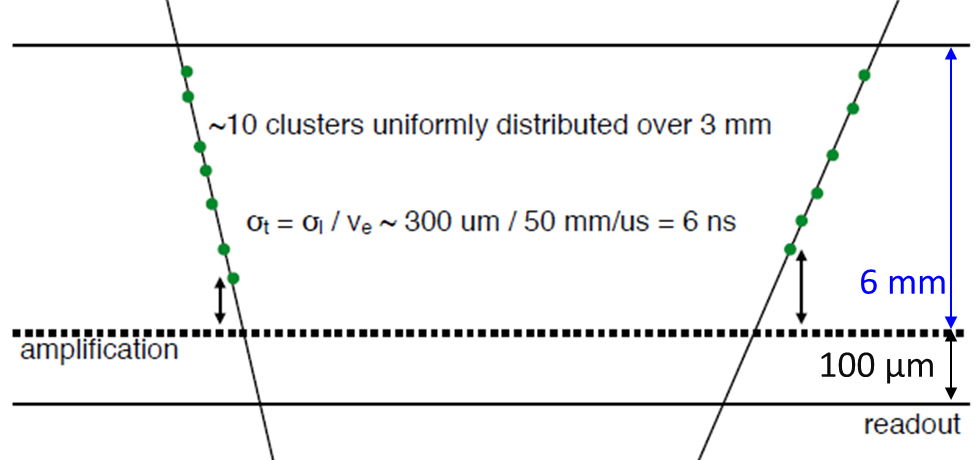 ~10 clusters uniformly distributed over 3 mm
σt = σl / ve ~ 300 um / 50 mm/us = 6 ns
6 mm
amplification
100 μm
readout